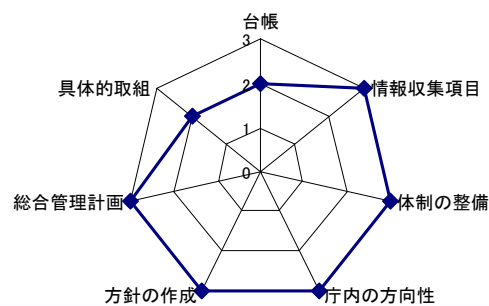 台帳
3
具体的取組
情報収集項目
2
1
0
総合管理計画
体制の整備
方針の作成
庁内の方向性